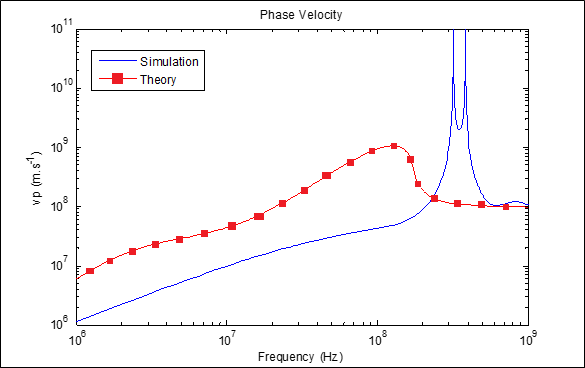 Phase Velocity
10^11
10^10
10^9
10^8
10^7
10^6
vp (m.s^-1)
Simulation
Theory
10^6 10^7 10^8 10^9
Frequency (Hz)